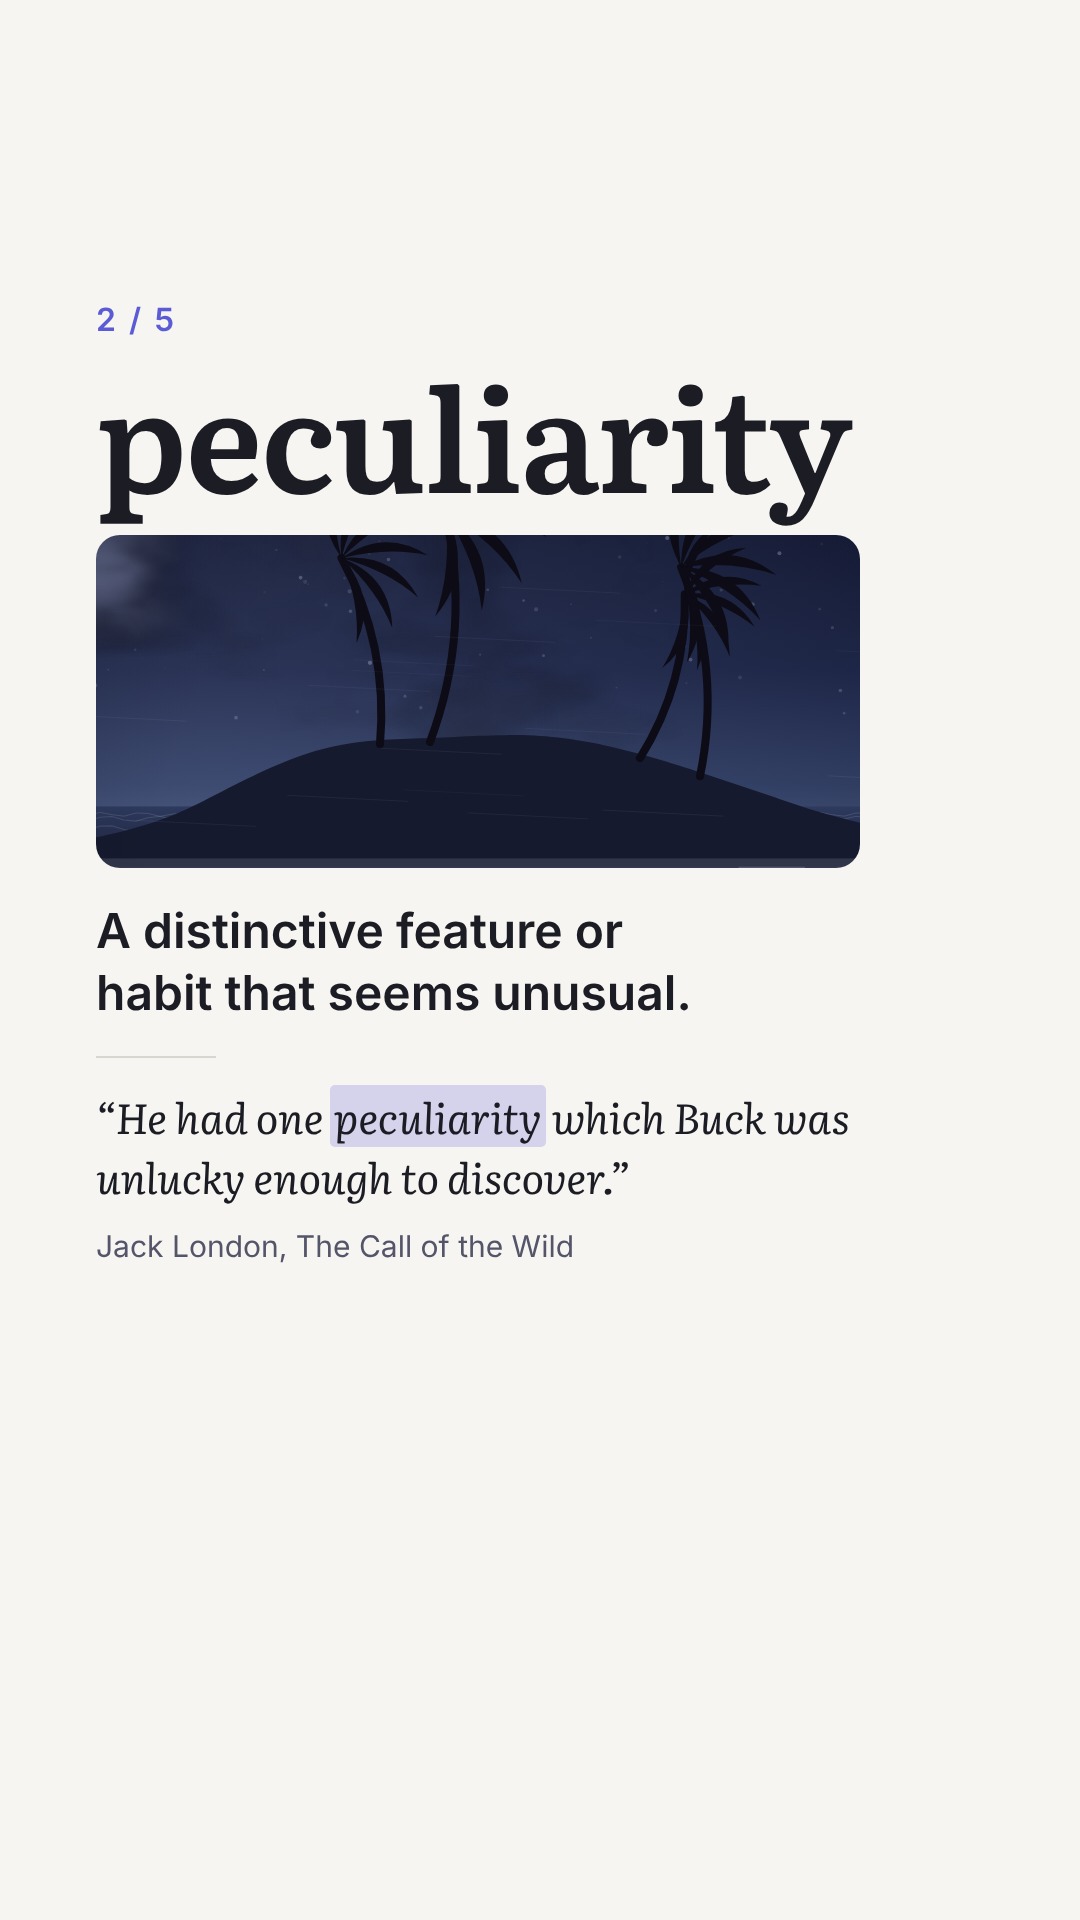 2 / 5
peculiarity
A distinctive feature or
habit that seems unusual.
“He had one peculiarity which Buck was
unlucky enough to discover.”
Jack London, The Call of the Wild